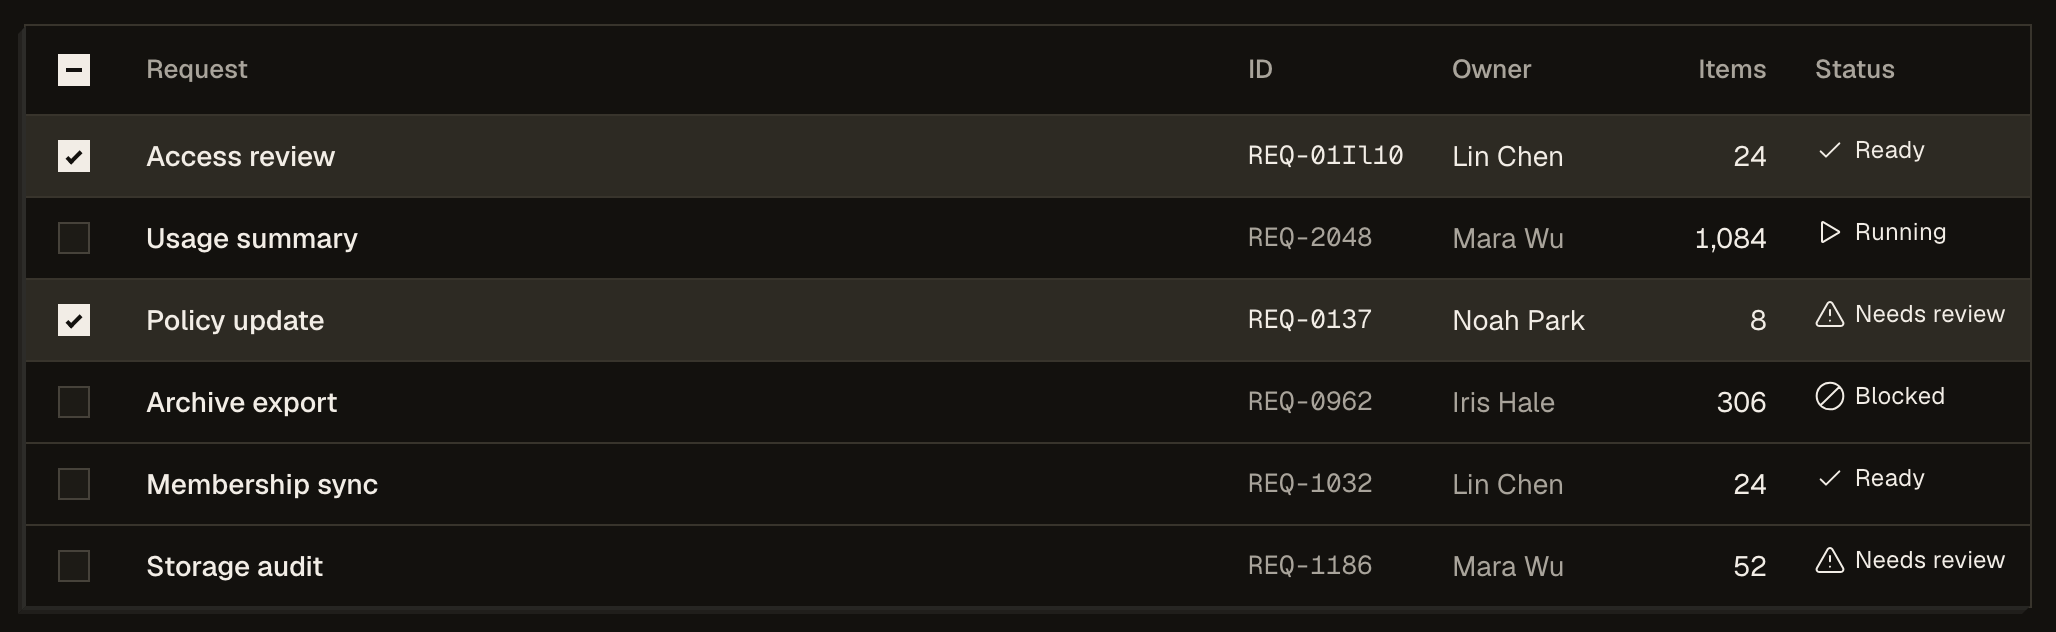 Request ID Owner Items Status
Access review REQ-01Il10 Lin Chen 24 Ready
Usage summary REQ-2048 Mara Wu 1,084 Running
Policy update REQ-0137 Noah Park 8 Needs review
Archive export REQ-0962 Iris Hale 306 Blocked
Membership sync REQ-1032 Lin Chen 24 Ready
Storage audit REQ-1186 Mara Wu 52 Needs review